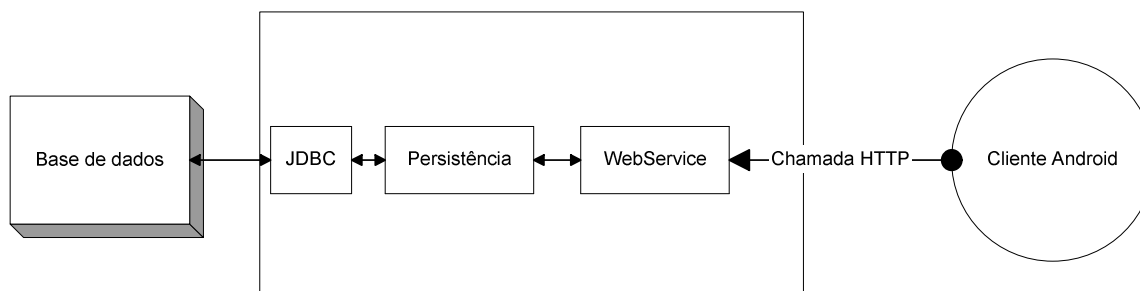 Base de dados
JDBC
Persistência
WebService
Chamada HTTP
Cliente Android